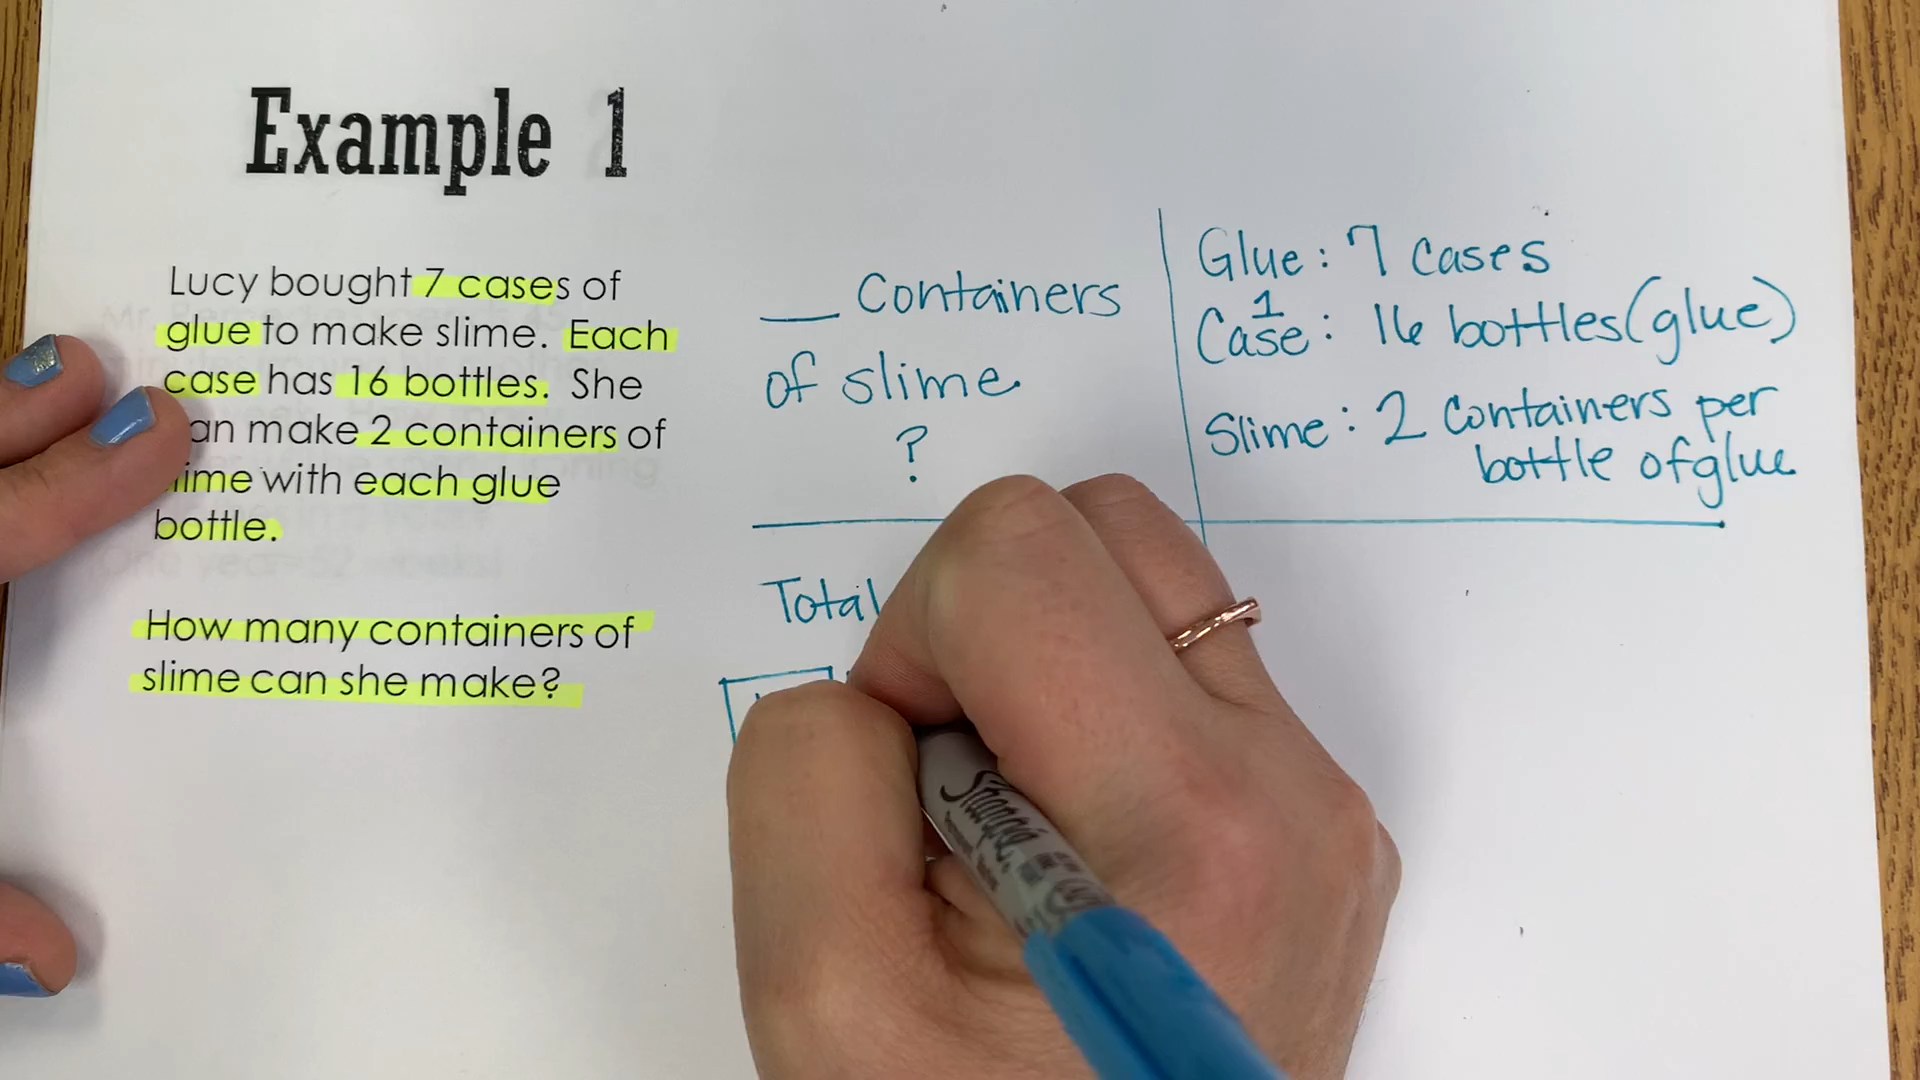 Example 1
Lucy bought 7 cases of
glue to make slime. Each
case has 16 bottles. She
an make 2 containers of
lime with each glue
bottle.
How many containers of
slime can she make?
__ Containers
of slime
?
Glue: 7 cases
1
Case: 16 bottles(glue)
Slime: 2 containers per
bottle of glue
Total
Sharpie